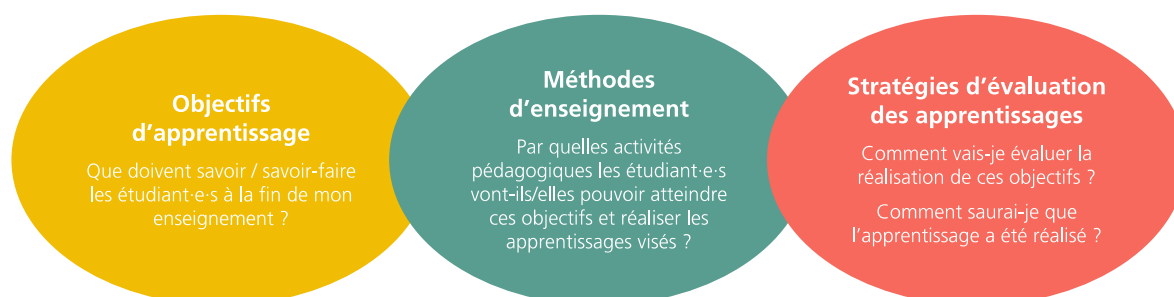 Objectifs
d'apprentissage
Que doivent savoir / savoir-faire
les étudiant·e·s à la fin de mon
enseignement ?
Méthodes
d'enseignement
Par quelles activités
pédagogiques les étudiant·e·s
vont-ils/elles pouvoir atteindre
ces objectifs et réaliser les
apprentissages visés ?
Stratégies d'évaluation
des apprentissages
Comment vais-je évaluer la
réalisation de ces objectifs ?
Comment saurai-je que
l'apprentissage a été réalisé ?